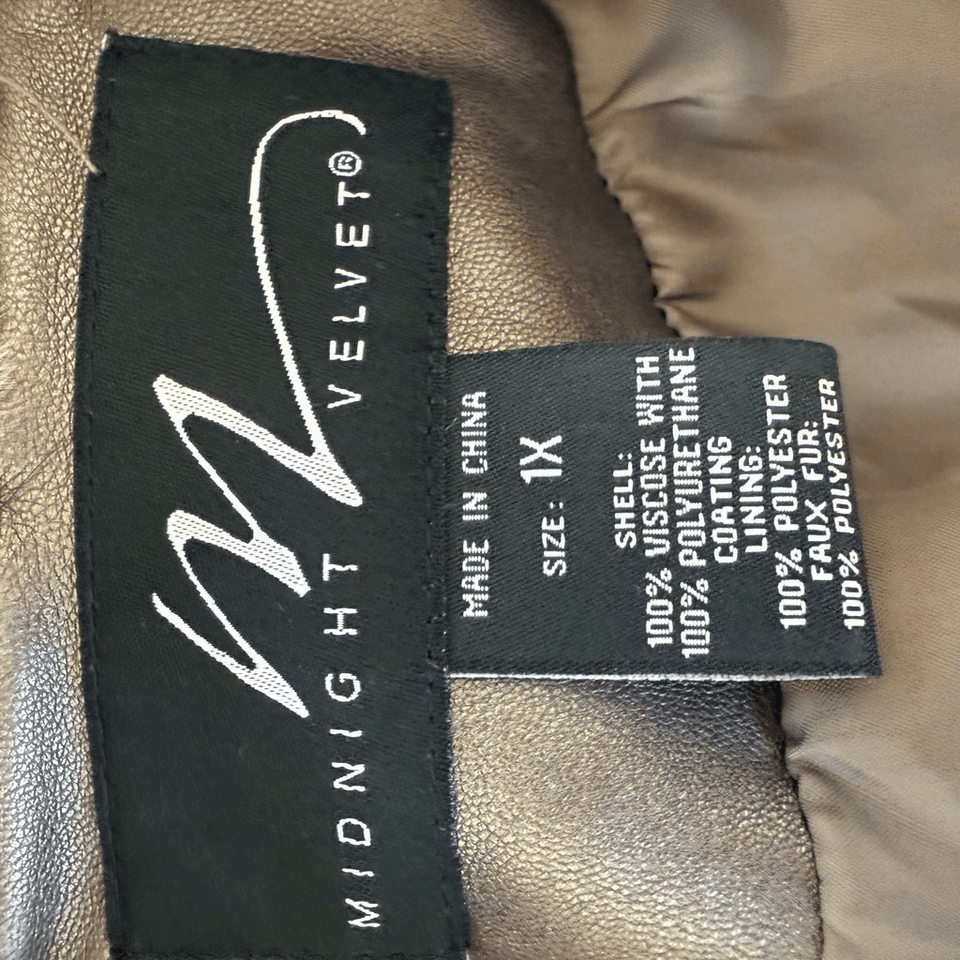 M
MIDNIGHT VELVET®
MADE IN CHINA
SIZE: 1X
SHELL:
100% VISCOSE WITH
100% POLYURETHANE
COATING
LINING:
100% POLYESTER
FAUX FUR:
100% POLYESTER